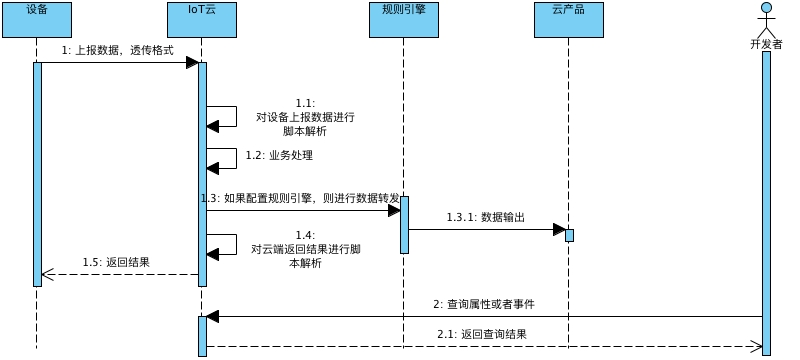 设备
IoT云
规则引擎
云产品
开发者
1: 上报数据，透传格式
1.1:
对设备上报数据进行
脚本解析
1.2: 业务处理
1.3: 如果配置规则引擎，则进行数据转发
1.3.1: 数据输出
1.4:
对云端返回结果进行脚
本解析
1.5: 返回结果
2: 查询属性或者事件
2.1: 返回查询结果